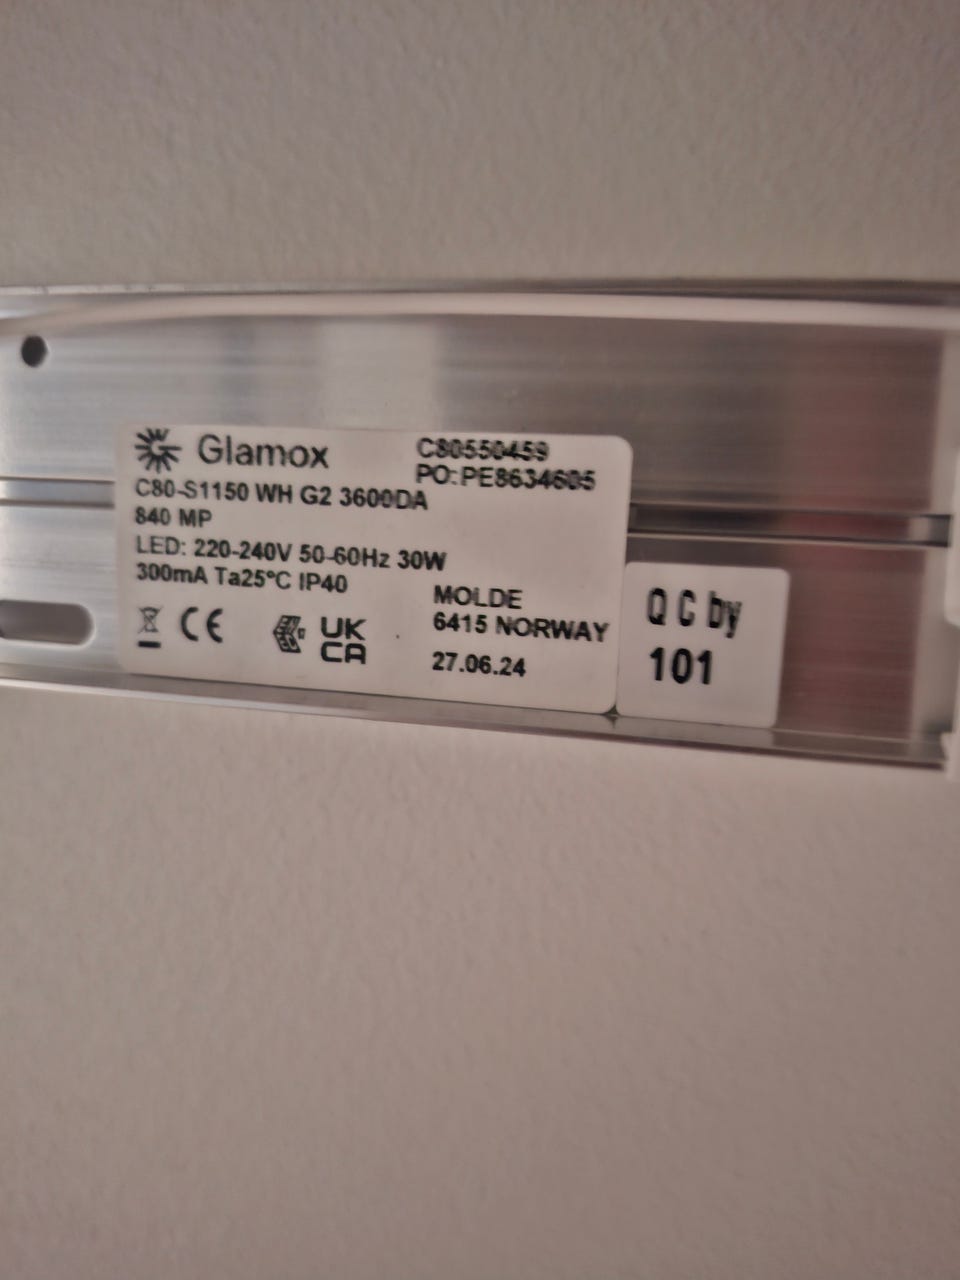 Glamox
C80550459
PO:PE8634605
C80-S1150 WH G2 3600DA
840 MP
LED: 220-240V 50-60Hz 30W
300mA Ta25°C IP40
CE
UK
CA
MOLDE
6415 NORWAY
27.06.24
Q C by
101